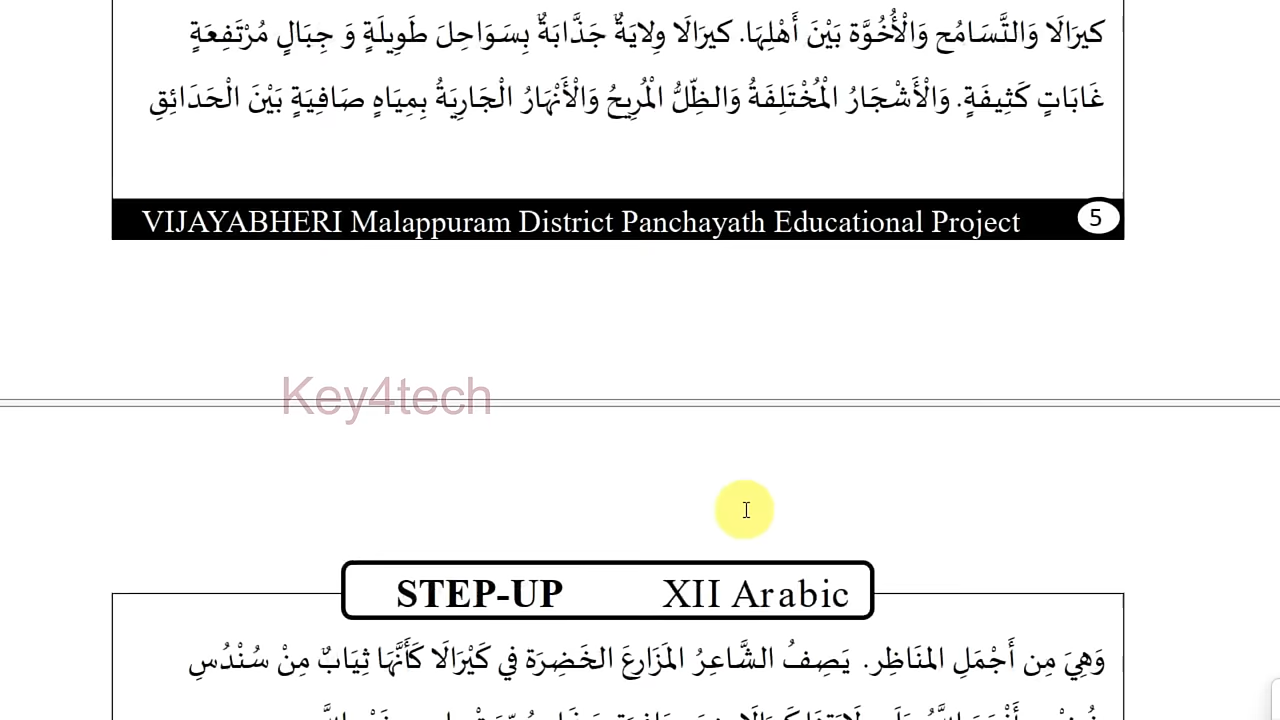 كيرَالَا وَالتَّسَامُح وَالْأُخُوَّة بَيْنَ أَهْلِهَا. كيرَالَا وِلايَةٌ جَذَّابَةٌ بِسَوَاحِلَ طَوِيلَةٍ وَ جِبَالٍ مُرْتَفِعَةٍ
غَابَاتٍ كَثِيفَةٍ. وَالْأَشْجَارُ الْمُخْتَلِفَةُ وَالظِّلُّ الْمُرِيحُ وَالْأَنْهَارُ الْجَارِيَةُ بِمِيَاهٍ صَافِيَةٍ بَيْنَ الْحَدَائِقِ
VIJAYABHERI Malappuram District Panchayath Educational Project 5
Key4tech
STEP-UP XII Arabic
وَهِيَ مِن أَجْمَلِ المنَاظِر. يَصِفُ الشَّاعِرُ المَزَارِعَ الخَضِرَة في كَيْرَالَا كَأَنَّهَا ثِيَابٌ مِنْ سُنْدُسِ